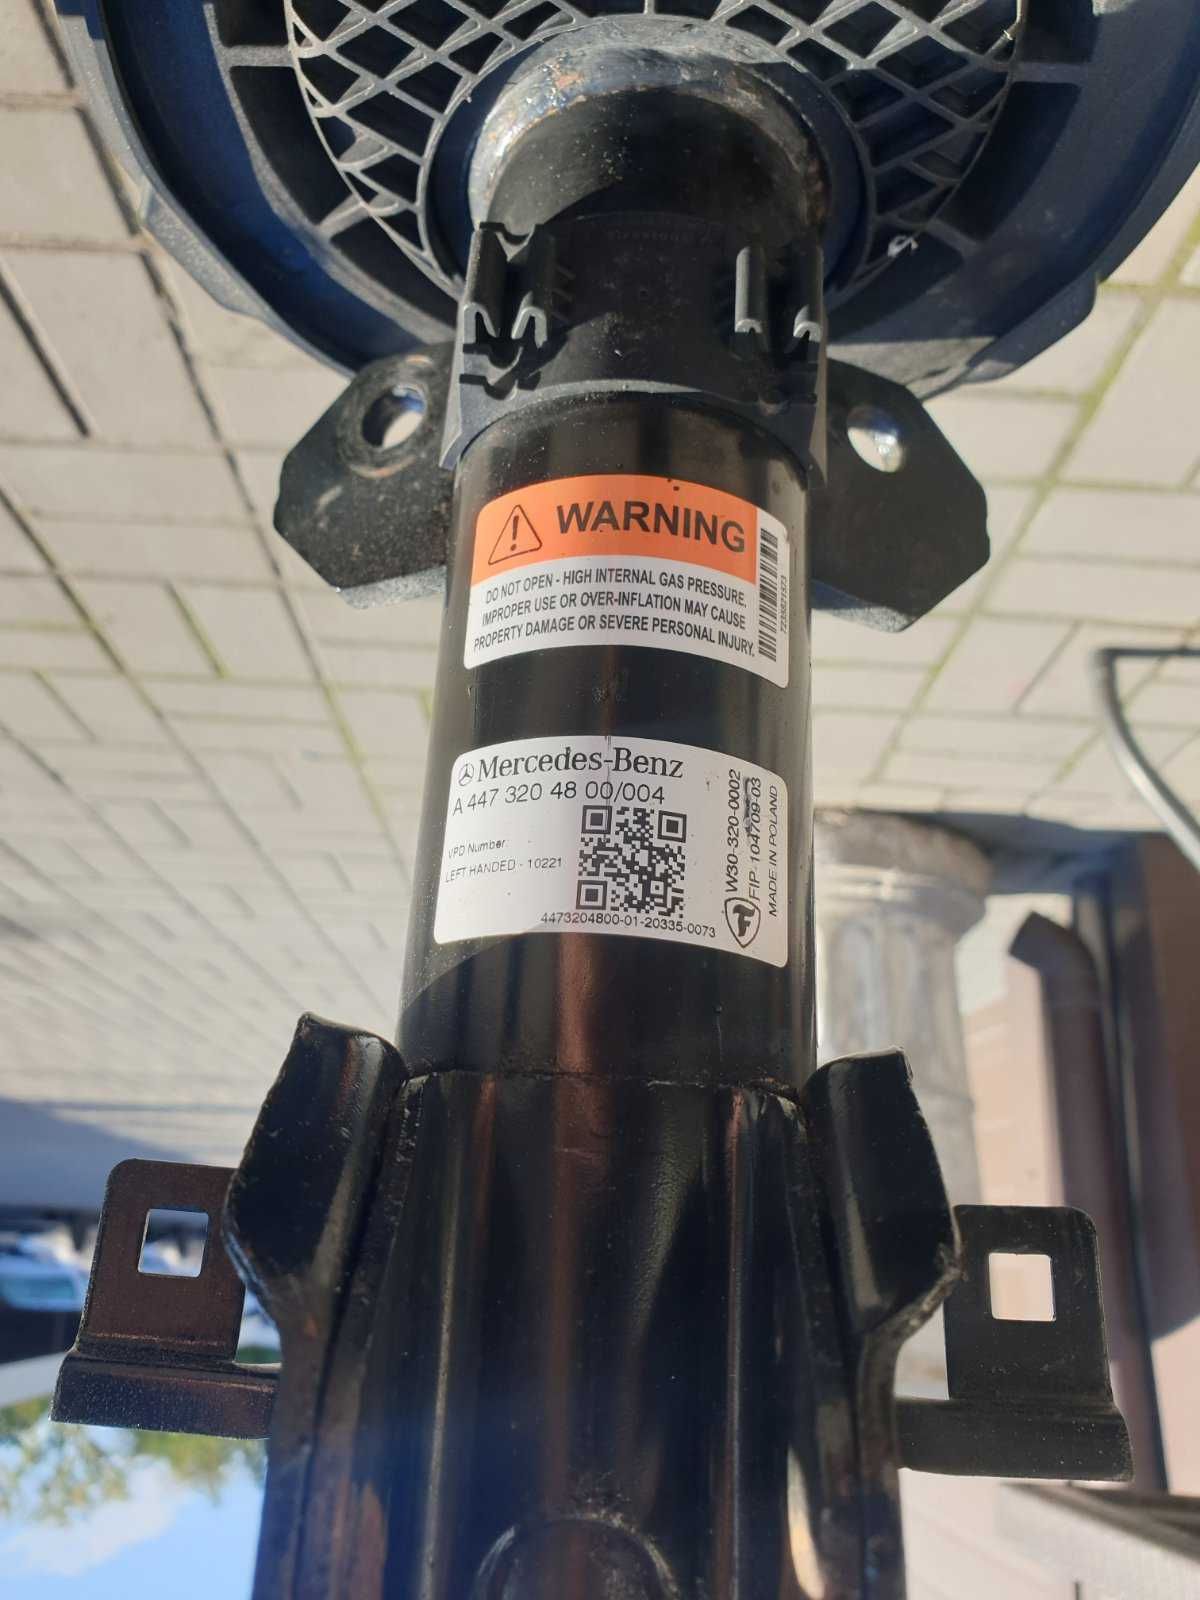 WARNING
DO NOT OPEN - HIGH INTERNAL GAS PRESSURE.
IMPROPER USE OR OVER-INFLATION MAY CAUSE
PROPERTY DAMAGE OR SEVERE PERSONAL INJURY.
Mercedes-Benz
A 447 320 48 00/004
VPD Number:
LEFT HANDED - 10221
4473204800-01-20335-0073
W30-320-0002
FIP-104709-03
MADE IN POLAND